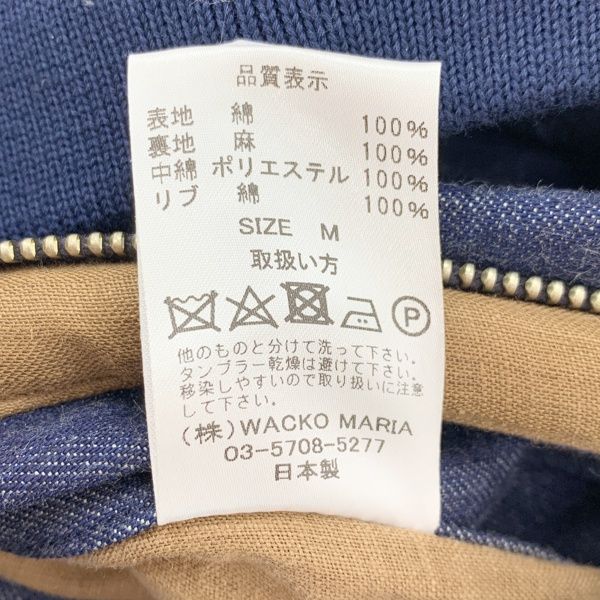 品質表示
表地 綿 100%
裏地 麻 100%
中綿 ポリエステル 100%
リブ 綿 100%
SIZE M
取扱い方
P
他のものと分けて洗って下さい。
タンブラー乾燥は避けて下さい。
移染しやすいので取り扱いに注意
して下さい。
(株)WACKO MARIA
03-5708-5277
日本製